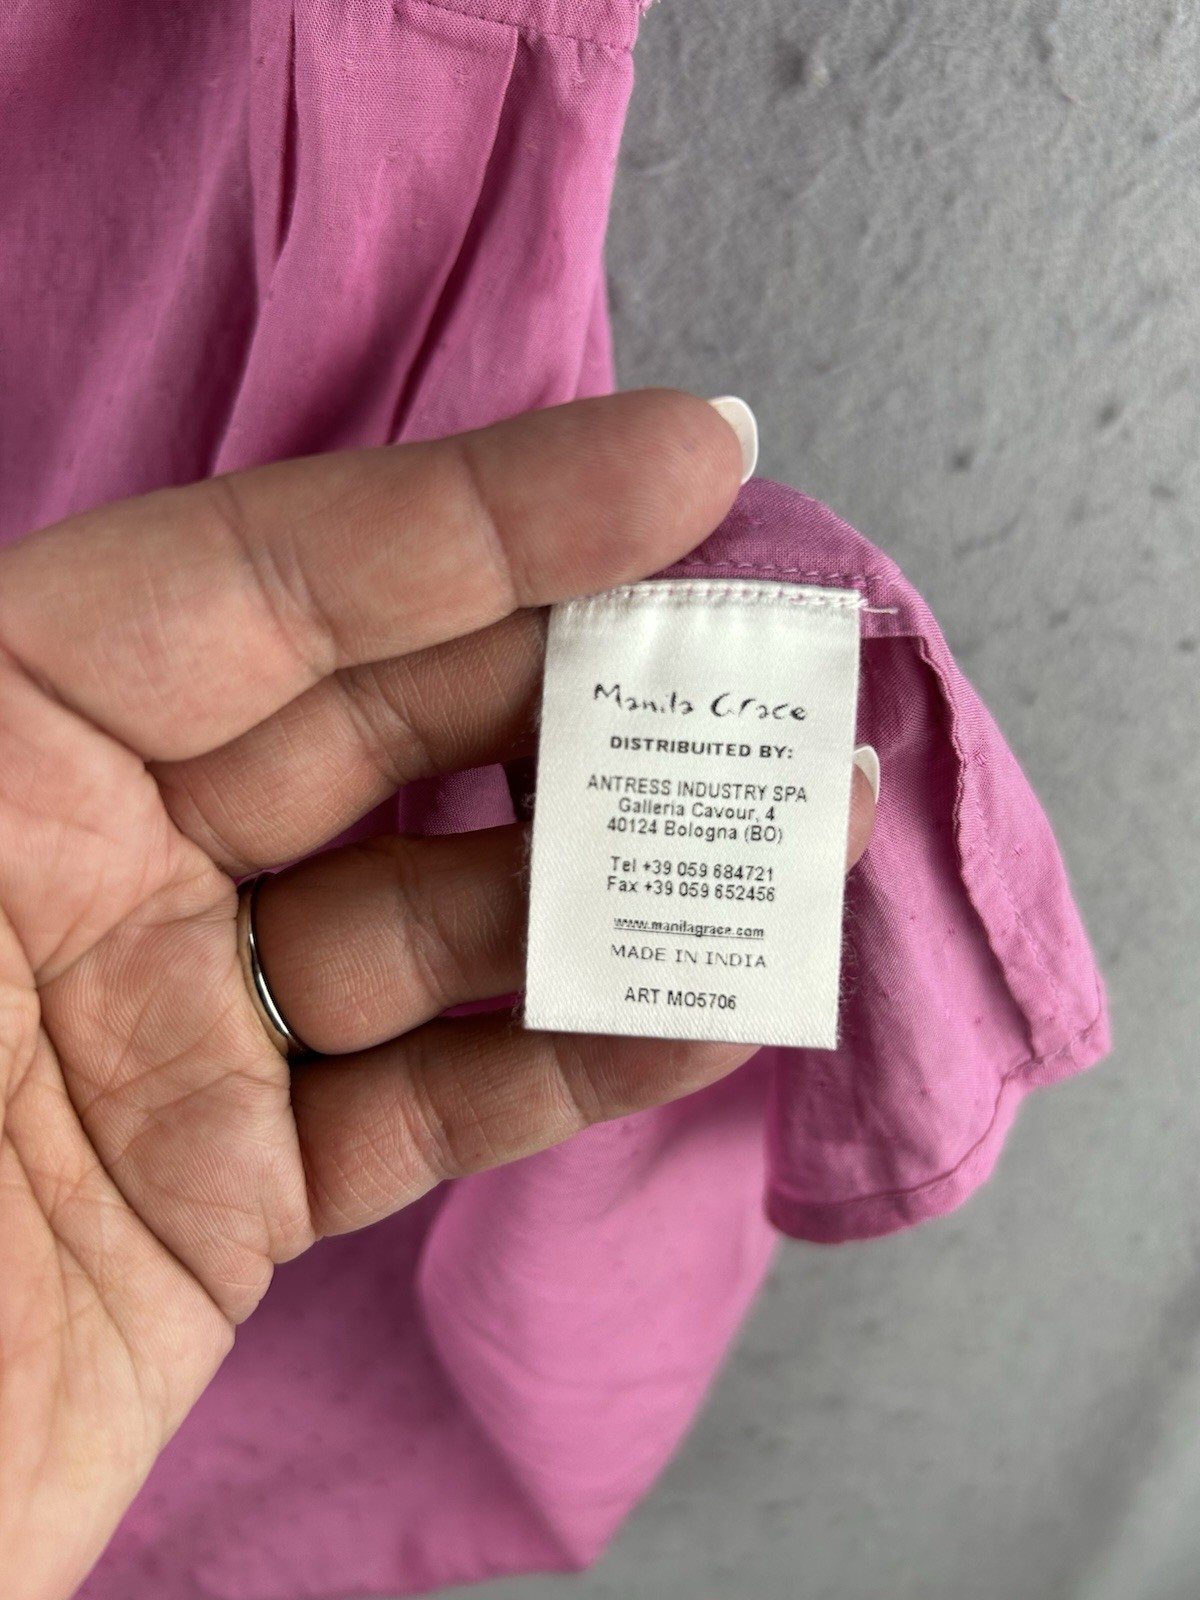 Manila Grace
DISTRIBUITED BY:
ANTRESS INDUSTRY SPA
Galleria Cavour, 4
40124 Bologna (BO)
Tel +39 059 684721
Fax +39 059 652456
www.manilagrace.com
MADE IN INDIA
ART MO5706